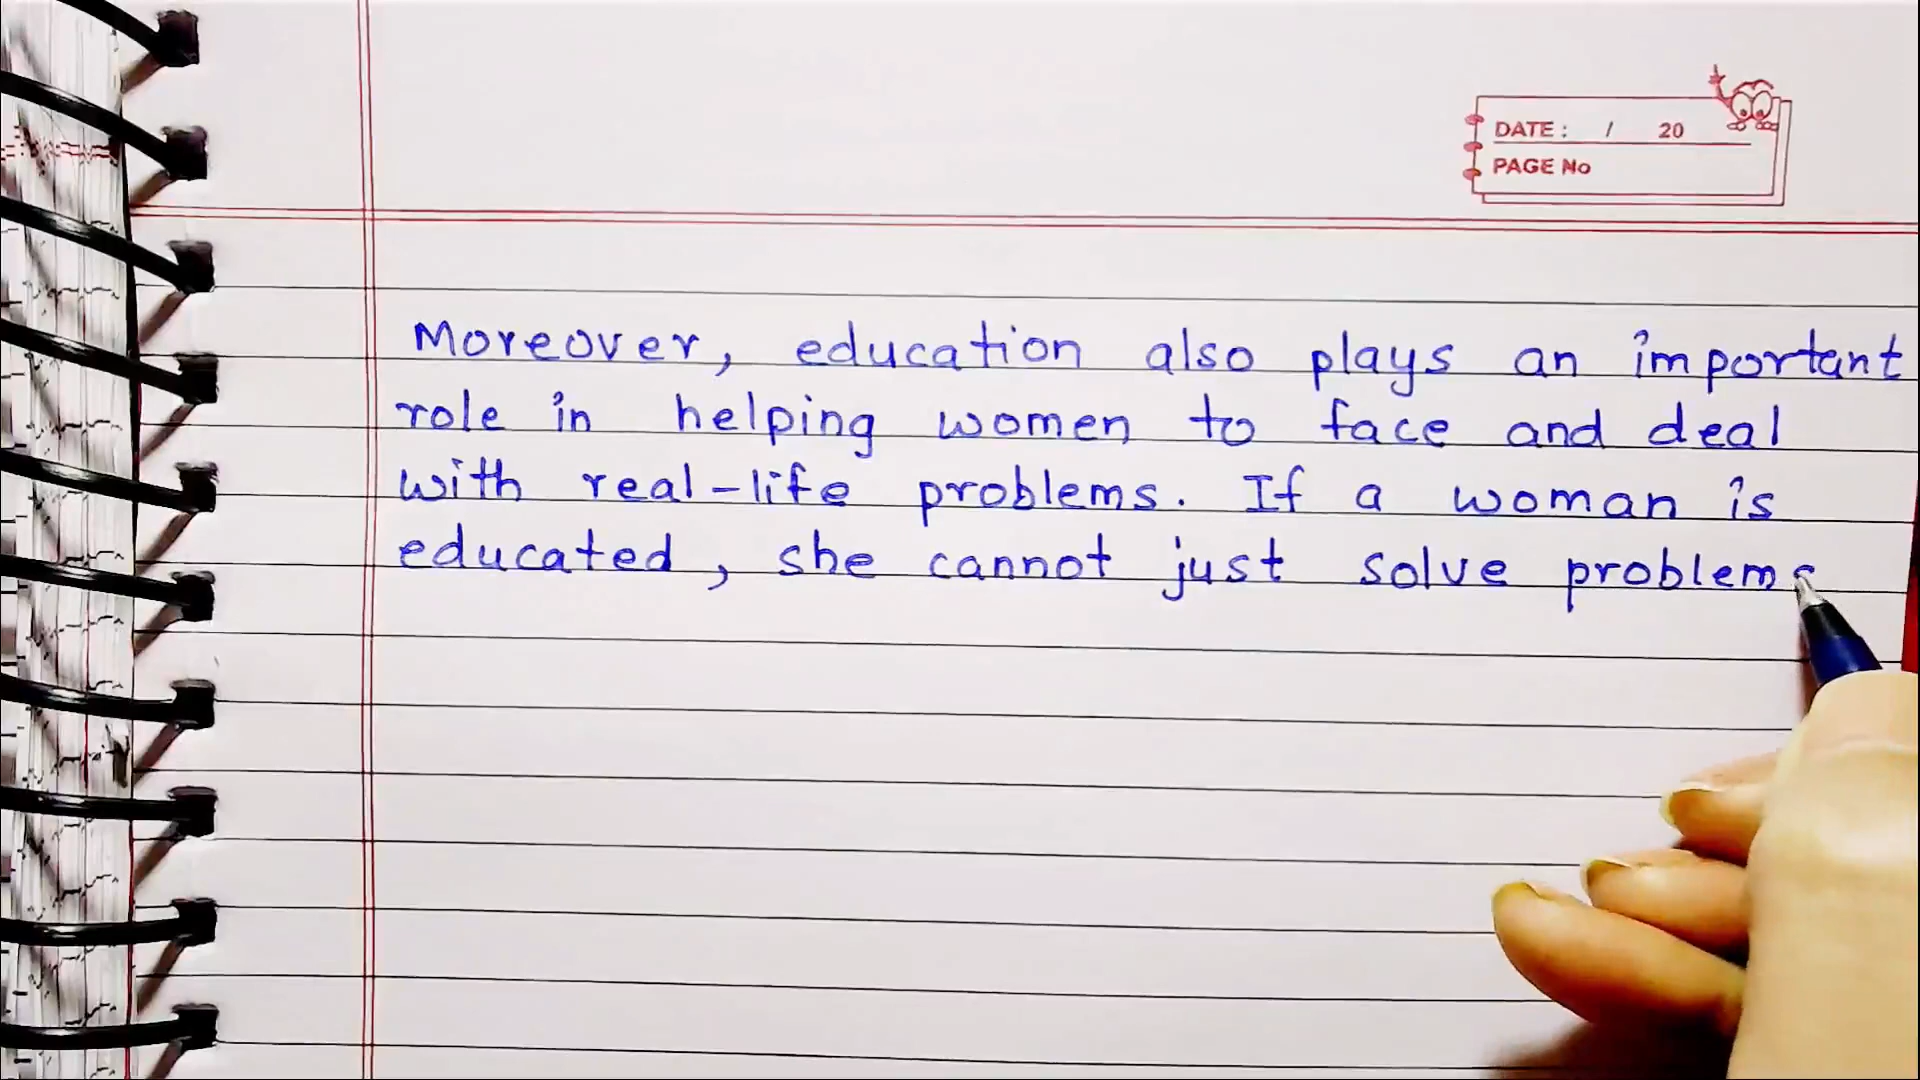 DATE : / 20
PAGE No
Moreover, education also plays an important
role in helping women to face and deal
with real-life problems. If a woman is
educated, she cannot just solve problems